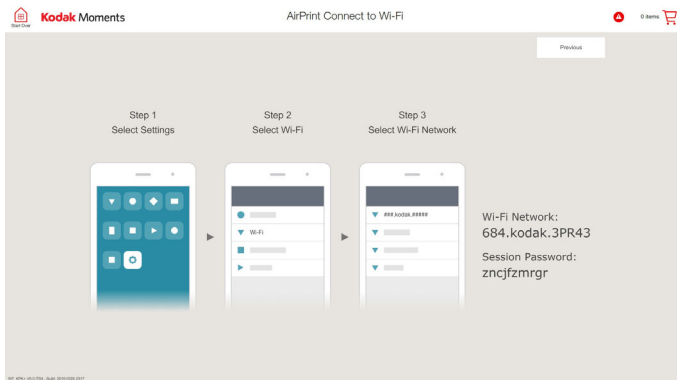 Start Over
Kodak Moments
AirPrint Connect to Wi-Fi
0 items
Previous
Step 1
Select Settings
Step 2
Select Wi-Fi
Step 3
Select Wi-Fi Network
Wi-Fi
###.kodak.#####
Wi-Fi Network:
684.kodak.3PR43
Session Password:
zncjfzmrgr